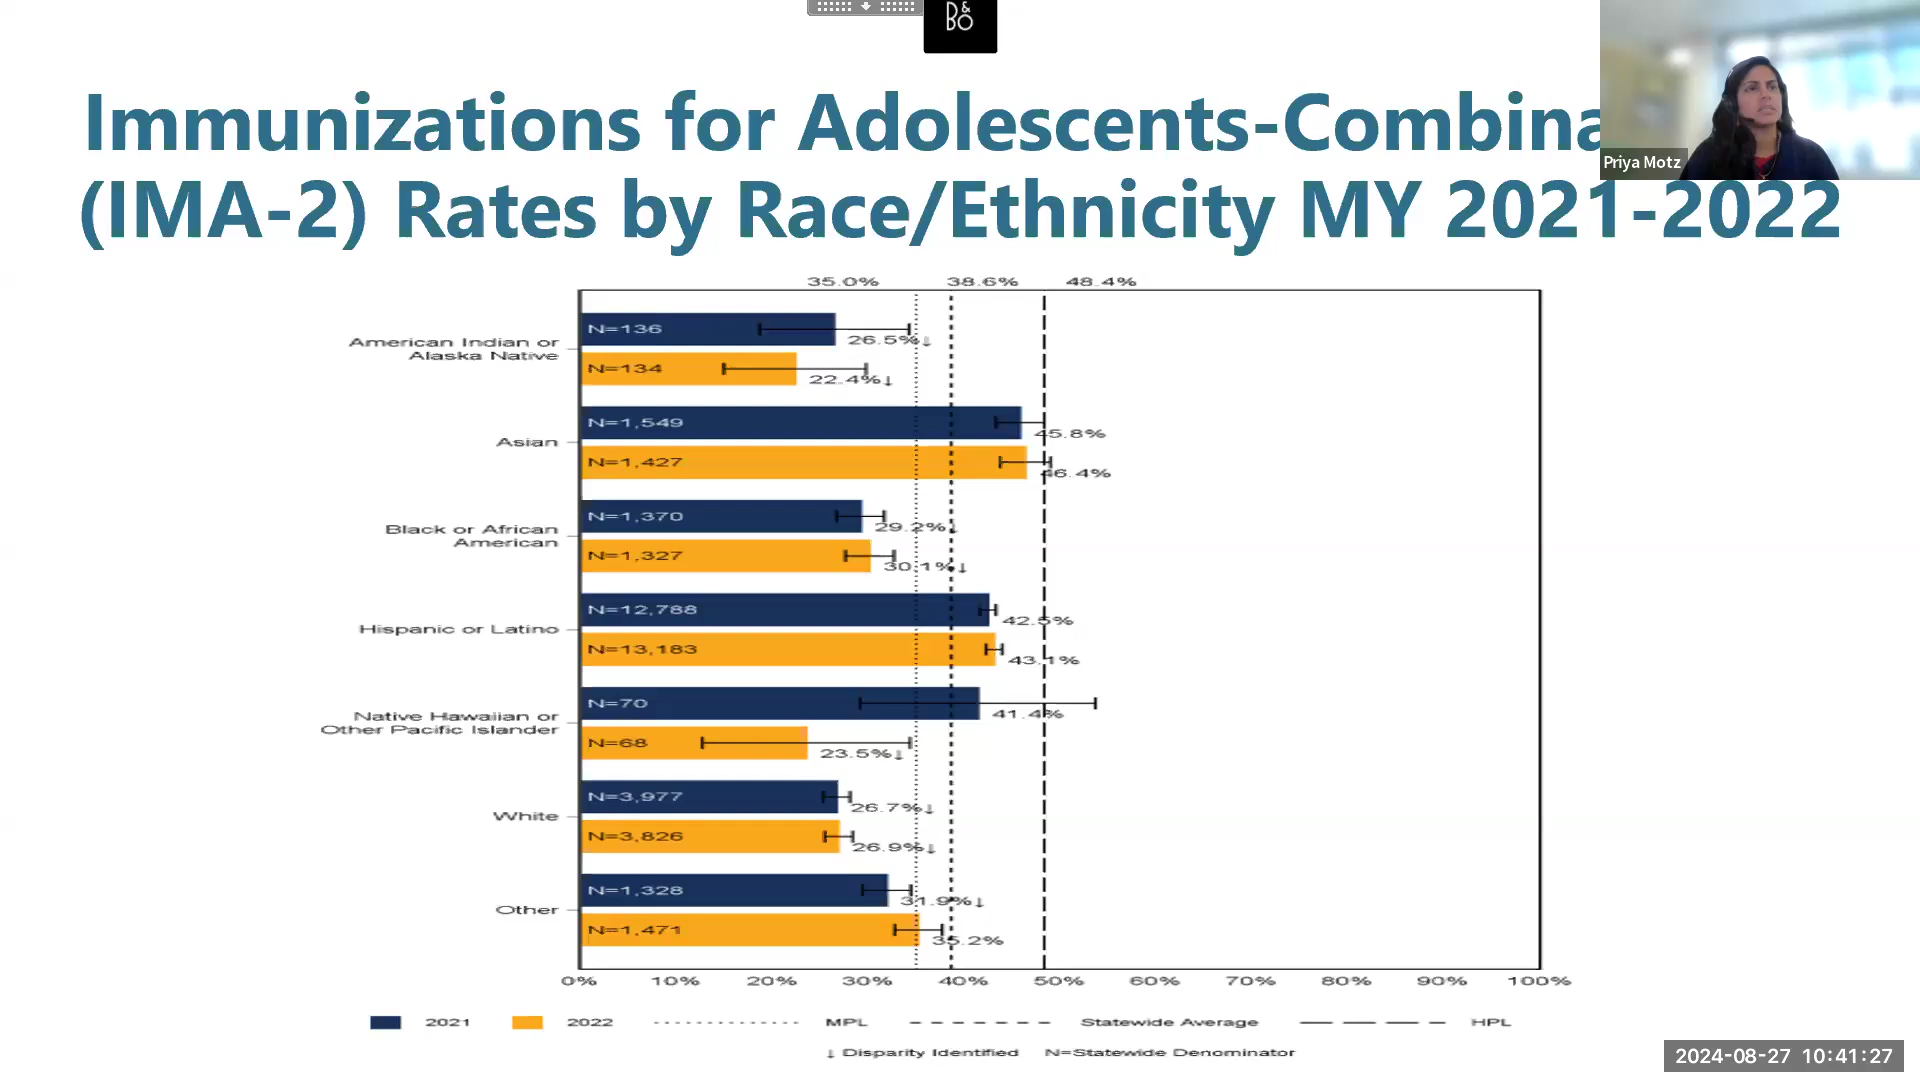 B&O
Immunizations for Adolescents-Combina
(IMA-2) Rates by Race/Ethnicity MY 2021-2022
Priya Motz
35.0% 38.6% 48.4%
American Indian or
Alaska Native
N=136
26.5%↓
N=134
22.4%↓
Asian
N=1,549
45.8%
N=1,427
46.4%
Black or African
American
N=1,370
29.2%↓
N=1,327
30.1%↓
Hispanic or Latino
N=12,788
42.5%
N=13,183
43.1%
Native Hawaiian or
Other Pacific Islander
N=70
41.4%
N=68
23.5%↓
White
N=3,977
26.7%↓
N=3,826
26.9%↓
Other
N=1,328
31.9%↓
N=1,471
35.2%
0% 10% 20% 30% 40% 50% 60% 70% 80% 90% 100%
2021 2022 MPL Statewide Average HPL
↓ Disparity Identified N=Statewide Denominator
2024-08-27 10:41:27